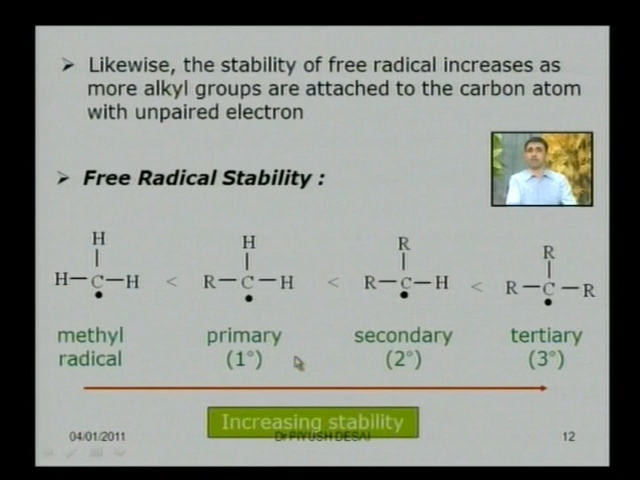 ➢ Likewise, the stability of free radical increases as
more alkyl groups are attached to the carbon atom
with unpaired electron
➢ Free Radical Stability :
H H R R
H—C—H < R—C—H < R—C—H < R—C—R
methyl primary secondary tertiary
radical (1°) (2°) (3°)
Increasing stability
04/01/2011 Dr PIYUSH DESAI 12